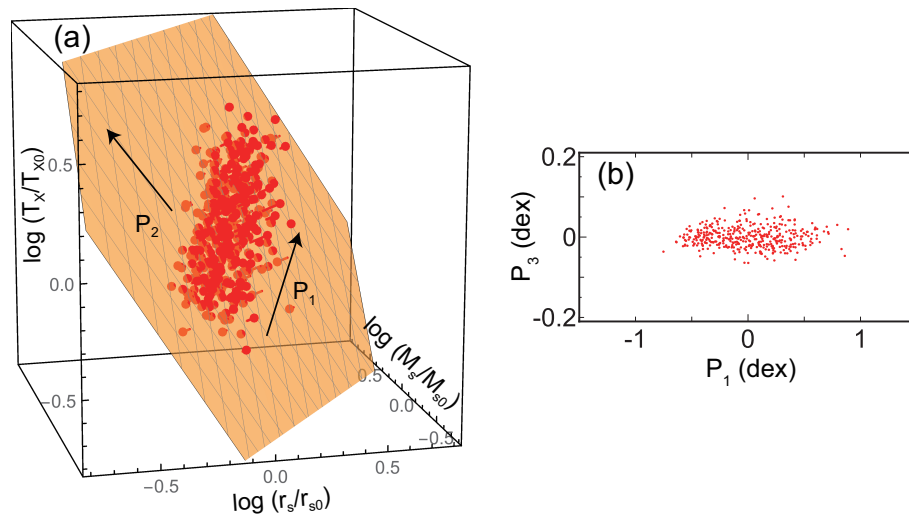 (a)
log (T_X/T_X0)
0.5
0.0
−0.5
P_2
P_1
−0.5
0.0
0.5
log (r_s/r_s0)
log (M_s/M_s0)
0.5
0.0
−0.5
(b)
P_3 (dex)
0.2
0
-0.2
-1
0
1
P_1 (dex)